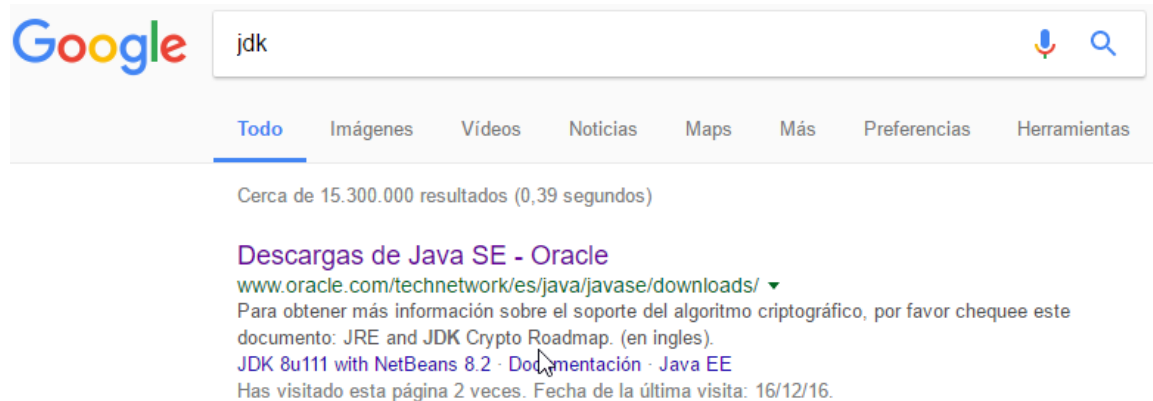 Google jdk
Todo Imágenes Vídeos Noticias Maps Más Preferencias Herramientas
Cerca de 15.300.000 resultados (0,39 segundos)
Descargas de Java SE - Oracle
www.oracle.com/technetwork/es/java/javase/downloads/
Para obtener más información sobre el soporte del algoritmo criptográfico, por favor chequee este
documento: JRE and JDK Crypto Roadmap. (en ingles).
JDK 8u111 with NetBeans 8.2 · Documentación · Java EE
Has visitado esta página 2 veces. Fecha de la última visita: 16/12/16.